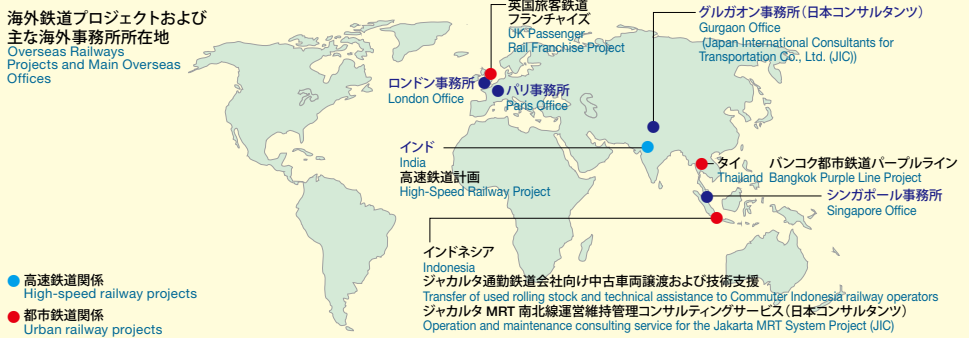 海外鉄道プロジェクトおよび
主な海外事務所所在地
Overseas Railways
Projects and Main Overseas
Offices
英国旅客鉄道
フランチャイズ
UK Passenger
Rail Franchise Project
グルガオン事務所（日本コンサルタンツ）
Gurgaon Office
(Japan International Consultants for
Transportation Co., Ltd. (JIC))
ロンドン事務所
London Office
パリ事務所
Paris Office
インド
India
高速鉄道計画
High-Speed Railway Project
タイ バンコク都市鉄道パープルライン
Thailand Bangkok Purple Line Project
シンガポール事務所
Singapore Office
インドネシア
Indonesia
ジャカルタ通勤鉄道会社向け中古車両譲渡および技術支援
Transfer of used rolling stock and technical assistance to Commuter Indonesia railway operators
ジャカルタ MRT 南北線運営維持管理コンサルティングサービス（日本コンサルタンツ）
Operation and maintenance consulting service for the Jakarta MRT System Project (JIC)
高速鉄道関係
High-speed railway projects
都市鉄道関係
Urban railway projects